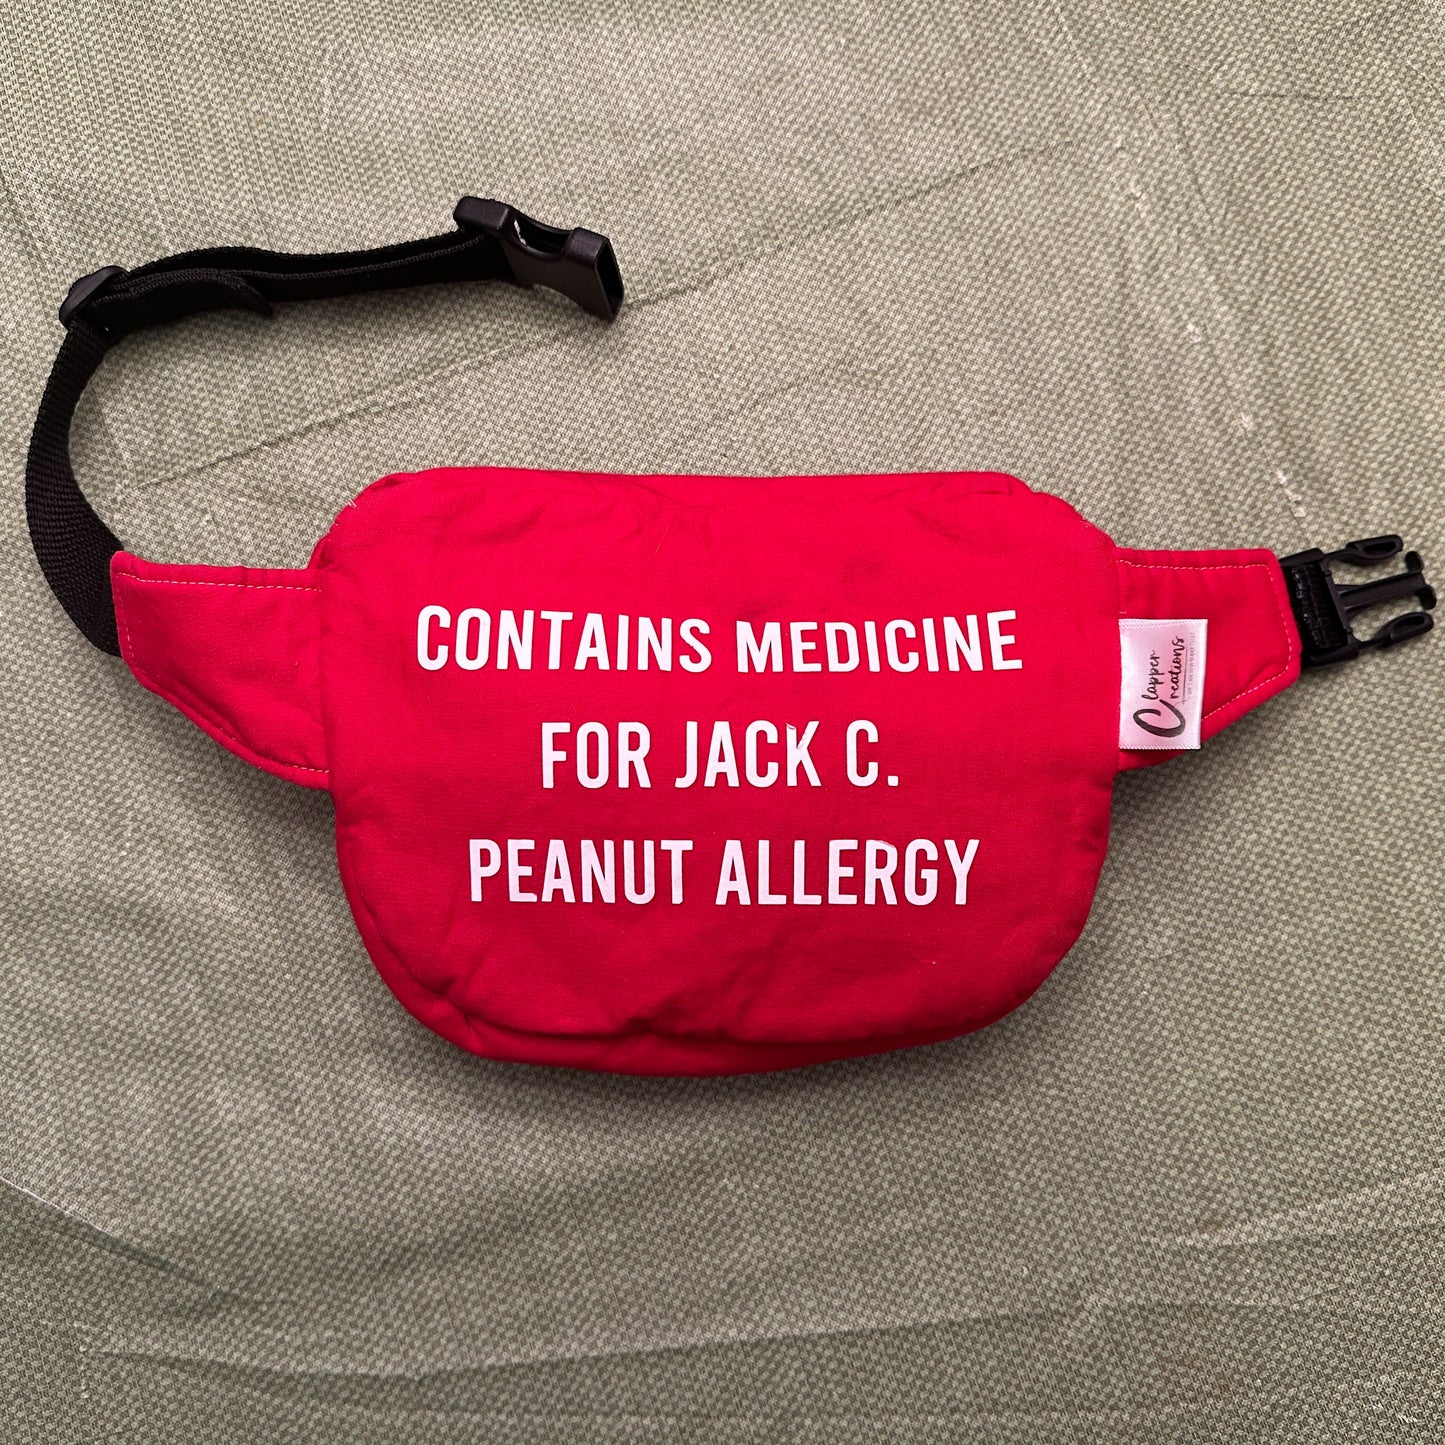 CONTAINS MEDICINE
FOR JACK C.
PEANUT ALLERGY
Clapper
Creations